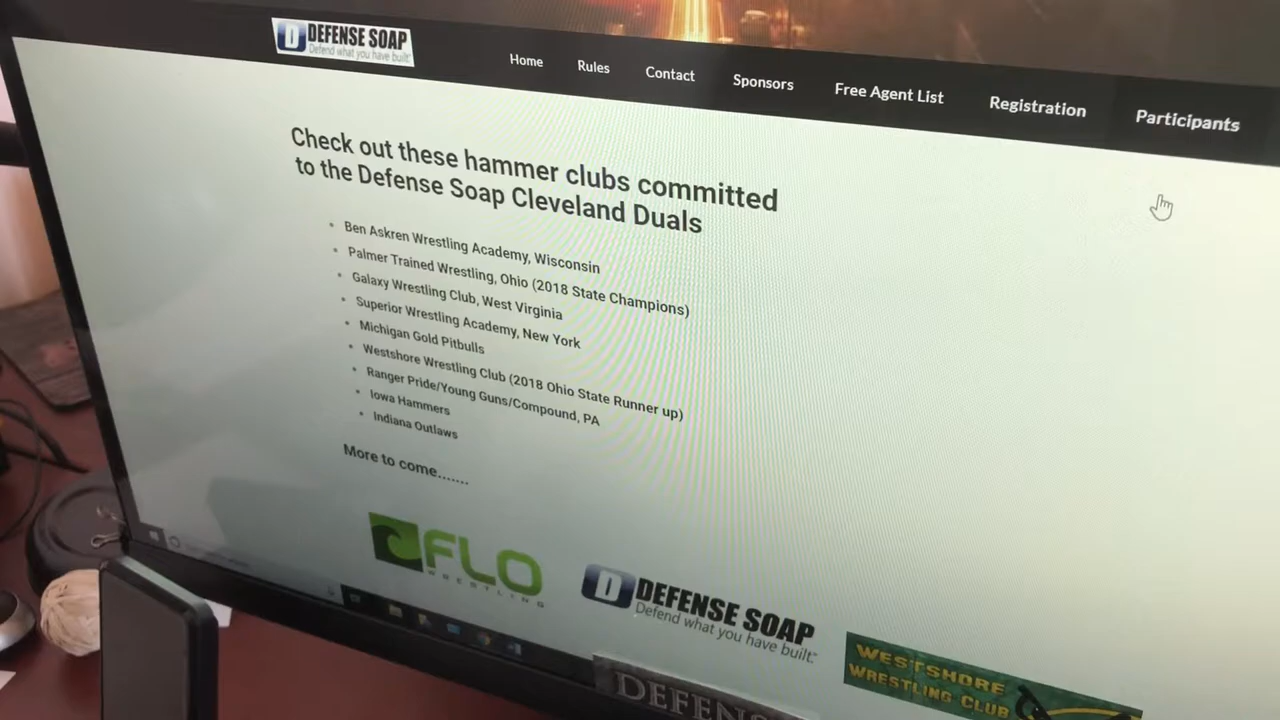 DEFENSE SOAP
Defend what you have built.
Home Rules Contact Sponsors Free Agent List Registration Participants
Check out these hammer clubs committed
to the Defense Soap Cleveland Duals
Ben Askren Wrestling Academy, Wisconsin
Palmer Trained Wrestling, Ohio (2018 State Champions)
Galaxy Wrestling Club, West Virginia
Superior Wrestling Academy, New York
Michigan Gold Pitbulls
Westshore Wrestling Club (2018 Ohio State Runner up)
Ranger Pride/Young Guns/Compound, PA
Iowa Hammers
Indiana Outlaws
More to come.......
FLO
WRESTLING
D DEFENSE SOAP
Defend what you have built.™
WESTSHORE
WRESTLING CLUB